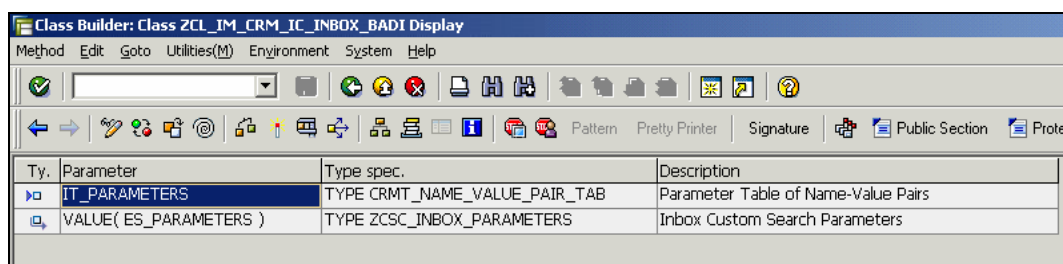 Class Builder: Class ZCL_IM_CRM_IC_INBOX_BADI Display
Method Edit Goto Utilities(M) Environment System Help
Pattern Pretty Printer Signature Public Section Prote
Ty. Parameter Type spec. Description
IT_PARAMETERS TYPE CRMT_NAME_VALUE_PAIR_TAB Parameter Table of Name-Value Pairs
VALUE( ES_PARAMETERS ) TYPE ZCSC_INBOX_PARAMETERS Inbox Custom Search Parameters